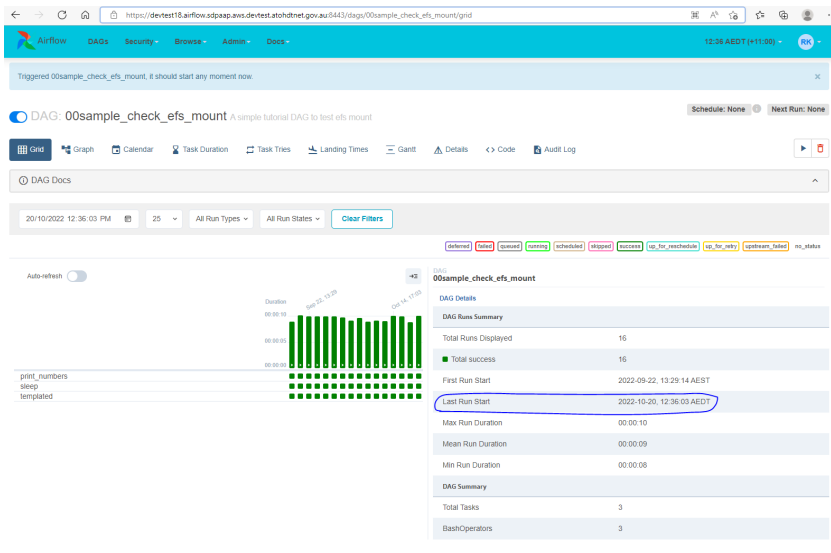 https://devtest18.airflow.sdpaap.aws.devtest.atohdtnet.gov.au:8443/dags/00sample_check_efs_mount/grid
Airflow DAGs Security Browse Admin Docs 12:36 AEDT (+11:00) RK
Triggered 00sample_check_efs_mount, it should start any moment now. ×
DAG: 00sample_check_efs_mount A simple tutorial DAG to test efs mount Schedule: None Next Run: None
Grid Graph Calendar Task Duration Task Tries Landing Times Gantt Details <> Code Audit Log
DAG Docs
20/10/2022 12:36:03 PM 25 All Run Types All Run States Clear Filters
deferred failed queued running scheduled skipped success up_for_reschedule up_for_retry upstream_failed no_status
Auto-refresh
Duration Sep 22, 13:29 Oct 14, 17:03
00:00:10
00:00:05
00:00:00
print_numbers
sleep
templated
DAG
00sample_check_efs_mount
DAG Details
DAG Runs Summary
Total Runs Displayed 16
Total success 16
First Run Start 2022-09-22, 13:29:14 AEST
Last Run Start 2022-10-20, 12:36:03 AEDT
Max Run Duration 00:00:10
Mean Run Duration 00:00:09
Min Run Duration 00:00:08
DAG Summary
Total Tasks 3
BashOperators 3